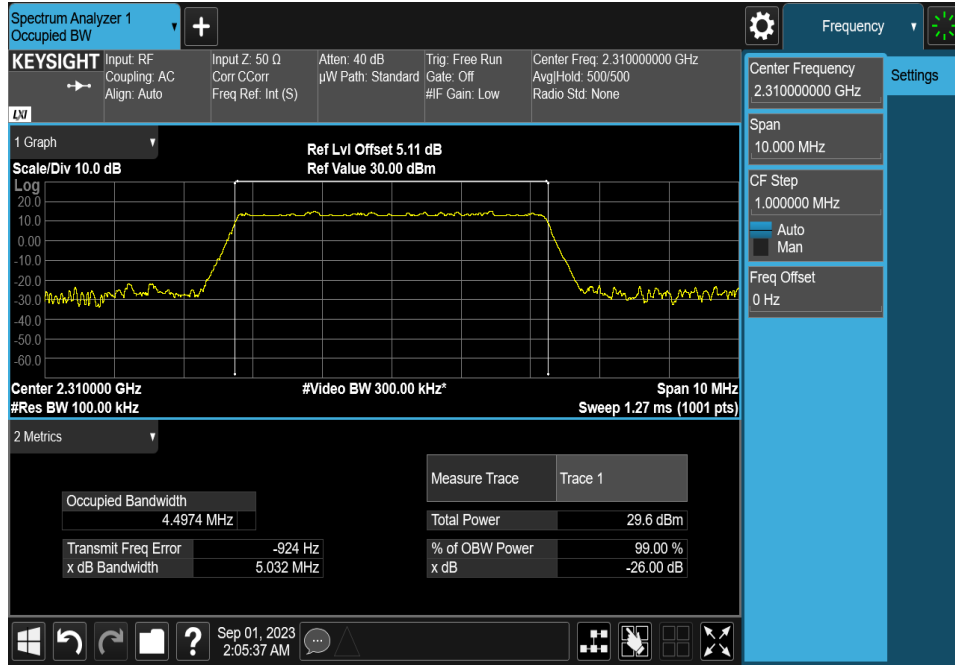 Spectrum Analyzer 1
Occupied BW
+
Frequency
KEYSIGHT
LXI
Input: RF
Coupling: AC
Align: Auto
Input Z: 50 Ω
Corr CCorr
Freq Ref: Int (S)
Atten: 40 dB
µW Path: Standard
Trig: Free Run
Gate: Off
#IF Gain: Low
Center Freq: 2.310000000 GHz
Avg|Hold: 500/500
Radio Std: None
Center Frequency
2.310000000 GHz
Settings
Span
10.000 MHz
CF Step
1.000000 MHz
Auto
Man
Freq Offset
0 Hz
1 Graph
Scale/Div 10.0 dB
Ref Lvl Offset 5.11 dB
Ref Value 30.00 dBm
Log
20.0
10.0
0.00
-10.0
-20.0
-30.0
-40.0
-50.0
-60.0
Center 2.310000 GHz
#Video BW 300.00 kHz*
Span 10 MHz
#Res BW 100.00 kHz
Sweep 1.27 ms (1001 pts)
2 Metrics
Measure Trace Trace 1
Occupied Bandwidth
4.4974 MHz
Total Power 29.6 dBm
Transmit Freq Error -924 Hz
% of OBW Power 99.00 %
x dB Bandwidth 5.032 MHz
x dB -26.00 dB
?
Sep 01, 2023
2:05:37 AM